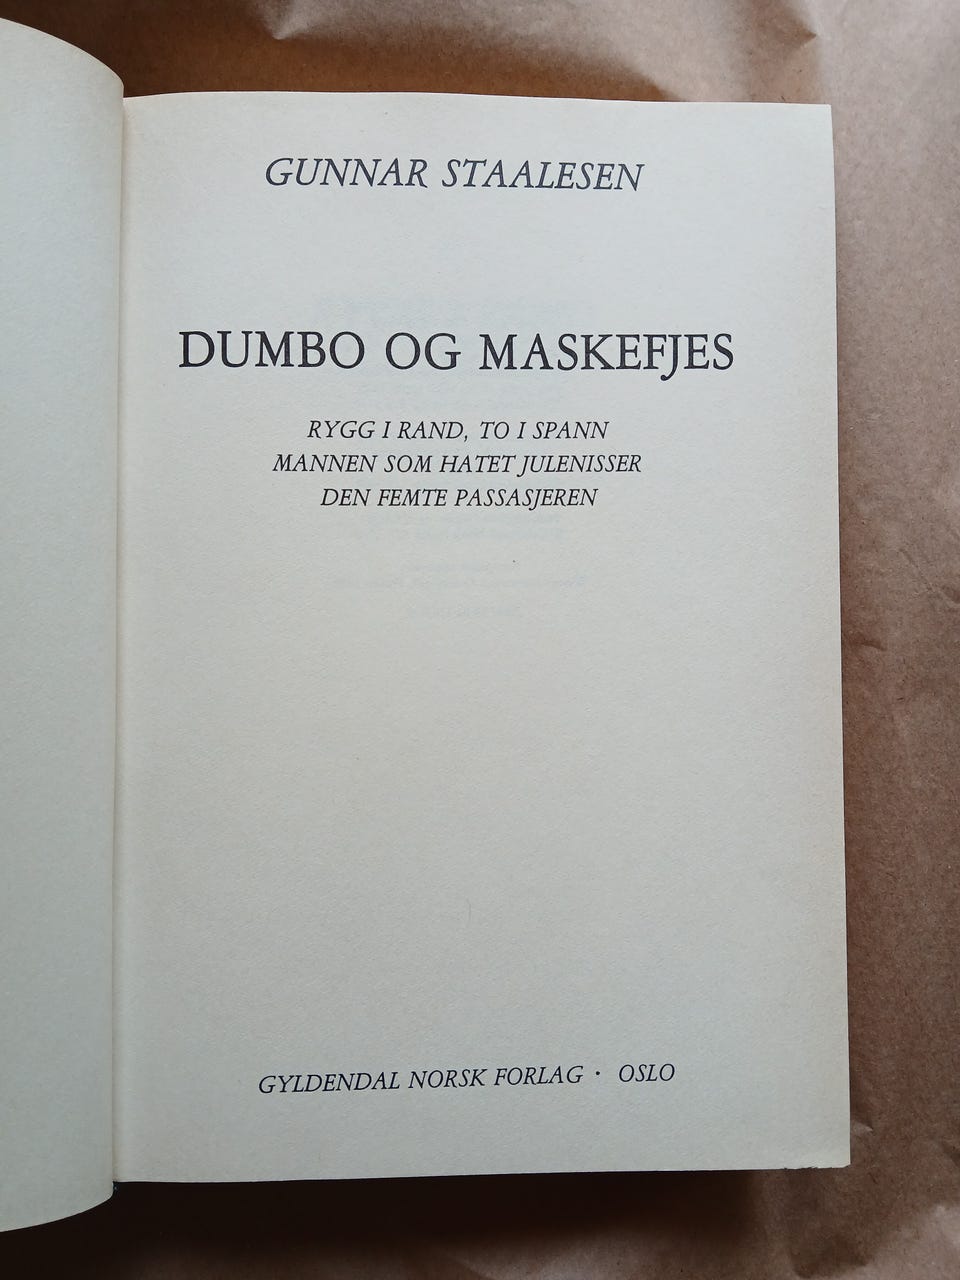 GUNNAR STAALESEN
DUMBO OG MASKEFJES
RYGG I RAND, TO I SPANN
MANNEN SOM HATET JULENISSER
DEN FEMTE PASSASJEREN
GYLDENDAL NORSK FORLAG · OSLO